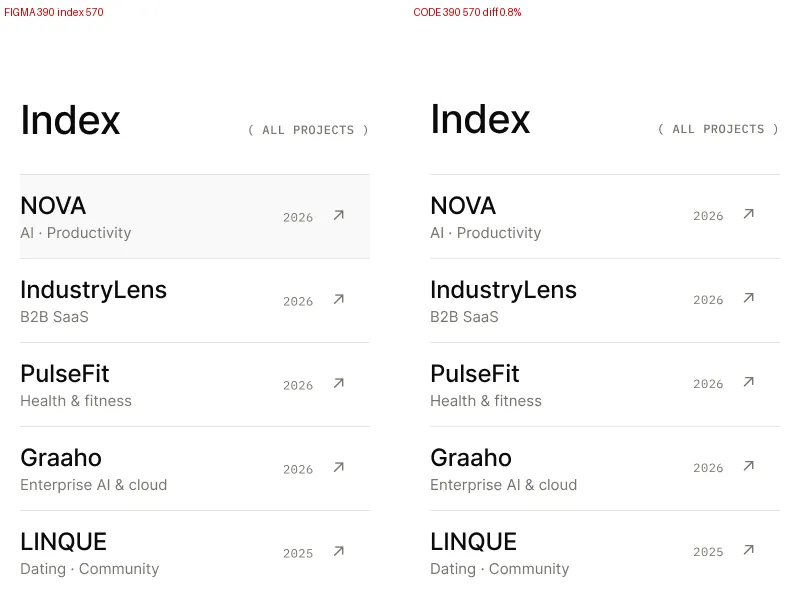 FIGMA 390 index 570
CODE 390 570 diff 0.8%
Index
( ALL PROJECTS )
NOVA
AI · Productivity
2026
IndustryLens
B2B SaaS
2026
PulseFit
Health & fitness
2026
Graaho
Enterprise AI & cloud
2026
LINQUE
Dating · Community
2025
Index
( ALL PROJECTS )
NOVA
AI · Productivity
2026
IndustryLens
B2B SaaS
2026
PulseFit
Health & fitness
2026
Graaho
Enterprise AI & cloud
2026
LINQUE
Dating · Community
2025